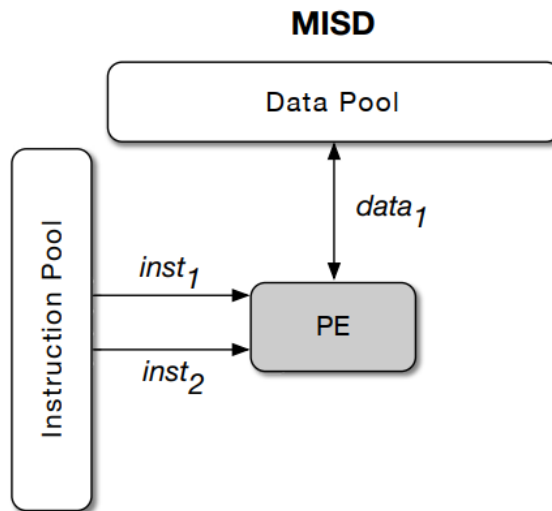 MISD
Data Pool
data1
Instruction Pool
inst1
PE
inst2